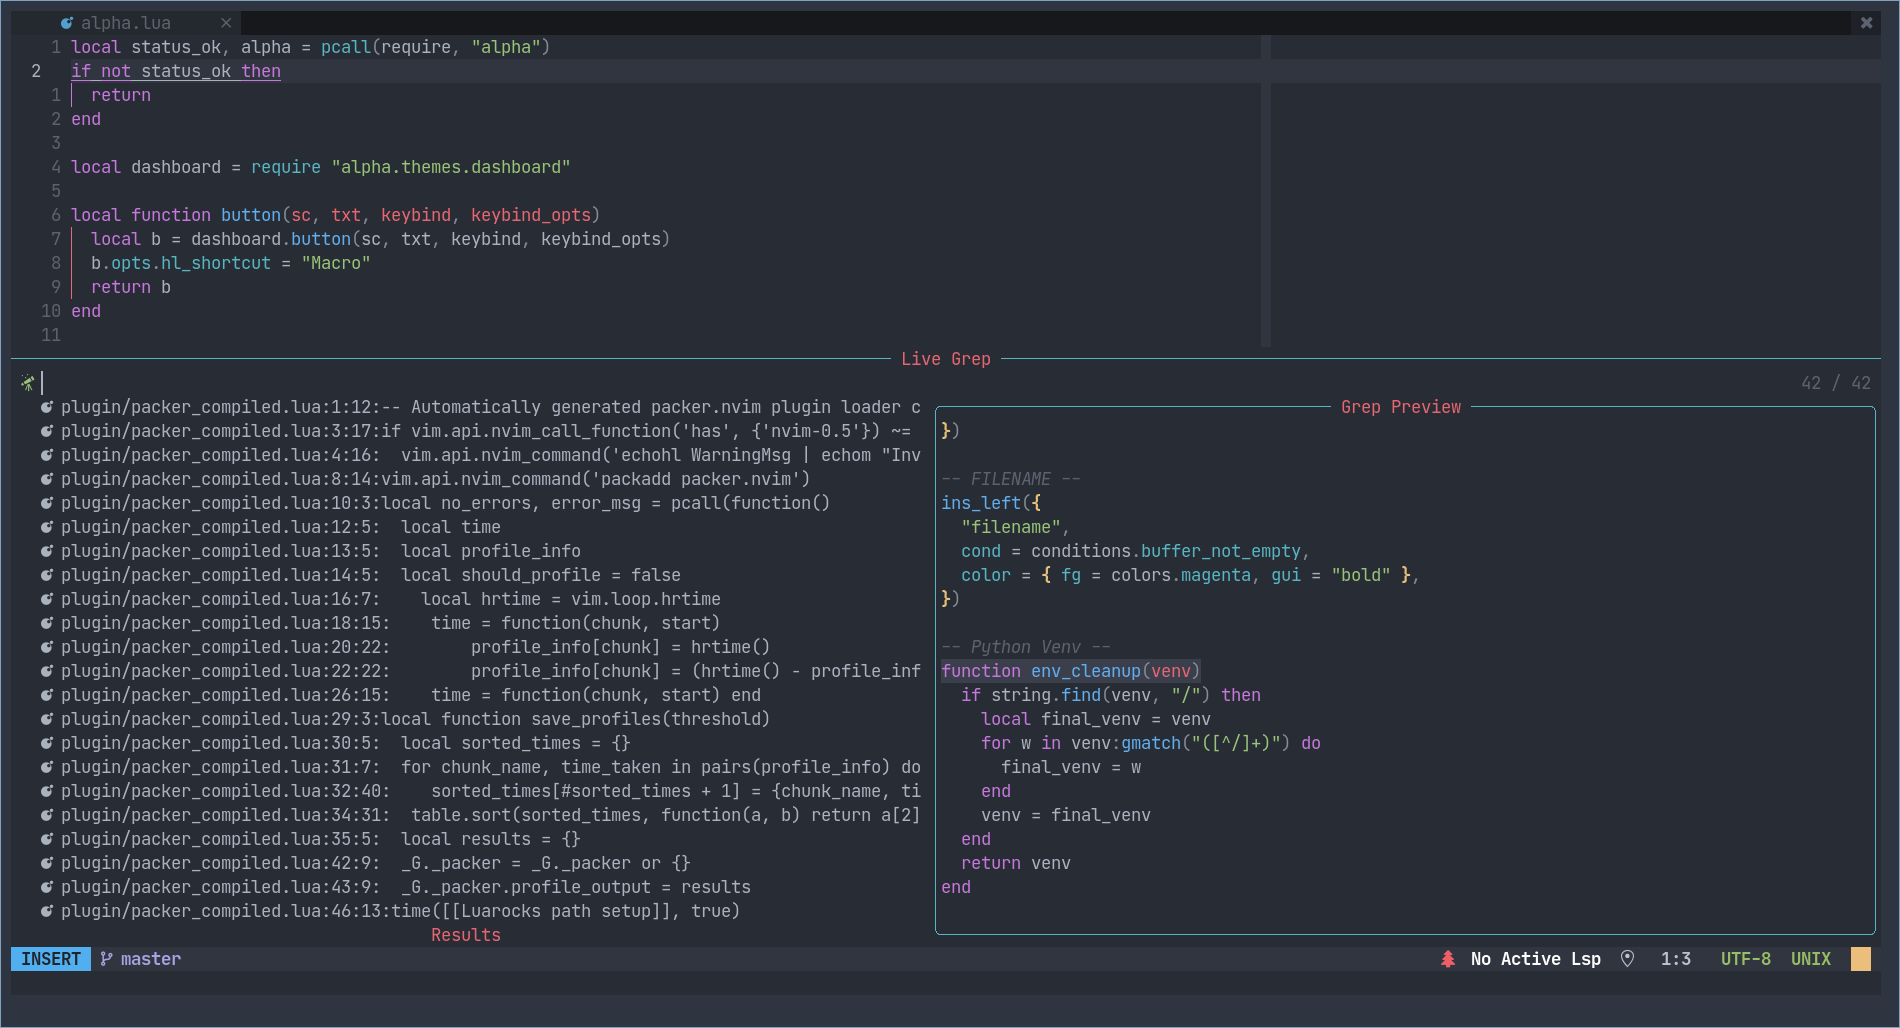 alpha.lua
1 local status_ok, alpha = pcall(require, "alpha")
2 if not status_ok then
1 return
2 end
3
4 local dashboard = require "alpha.themes.dashboard"
5
6 local function button(sc, txt, keybind, keybind_opts)
7 local b = dashboard.button(sc, txt, keybind, keybind_opts)
8 b.opts.hl_shortcut = "Macro"
9 return b
10 end
11
Live Grep
42 / 42
plugin/packer_compiled.lua:1:12:-- Automatically generated packer.nvim plugin loader c
plugin/packer_compiled.lua:3:17:if vim.api.nvim_call_function('has', {'nvim-0.5'}) ~=
plugin/packer_compiled.lua:4:16:  vim.api.nvim_command('echohl WarningMsg | echom "Inv
plugin/packer_compiled.lua:8:14:vim.api.nvim_command('packadd packer.nvim')
plugin/packer_compiled.lua:10:3:local no_errors, error_msg = pcall(function()
plugin/packer_compiled.lua:12:5:  local time
plugin/packer_compiled.lua:13:5:  local profile_info
plugin/packer_compiled.lua:14:5:  local should_profile = false
plugin/packer_compiled.lua:16:7:    local hrtime = vim.loop.hrtime
plugin/packer_compiled.lua:18:15:    time = function(chunk, start)
plugin/packer_compiled.lua:20:22:        profile_info[chunk] = hrtime()
plugin/packer_compiled.lua:22:22:        profile_info[chunk] = (hrtime() - profile_inf
plugin/packer_compiled.lua:26:15:    time = function(chunk, start) end
plugin/packer_compiled.lua:29:3:local function save_profiles(threshold)
plugin/packer_compiled.lua:30:5:  local sorted_times = {}
plugin/packer_compiled.lua:31:7:  for chunk_name, time_taken in pairs(profile_info) do
plugin/packer_compiled.lua:32:40:    sorted_times[#sorted_times + 1] = {chunk_name, ti
plugin/packer_compiled.lua:34:31:  table.sort(sorted_times, function(a, b) return a[2]
plugin/packer_compiled.lua:35:5:  local results = {}
plugin/packer_compiled.lua:42:9:  _G._packer = _G._packer or {}
plugin/packer_compiled.lua:43:9:  _G._packer.profile_output = results
plugin/packer_compiled.lua:46:13:time([[Luarocks path setup]], true)
Results
Grep Preview
})
-- FILENAME --
ins_left({
  "filename",
  cond = conditions.buffer_not_empty,
  color = { fg = colors.magenta, gui = "bold" },
})
-- Python Venv --
function env_cleanup(venv)
  if string.find(venv, "/") then
    local final_venv = venv
    for w in venv:gmatch("([^/]+)") do
      final_venv = w
    end
    venv = final_venv
  end
  return venv
end
INSERT master No Active Lsp 1:3 UTF-8 UNIX